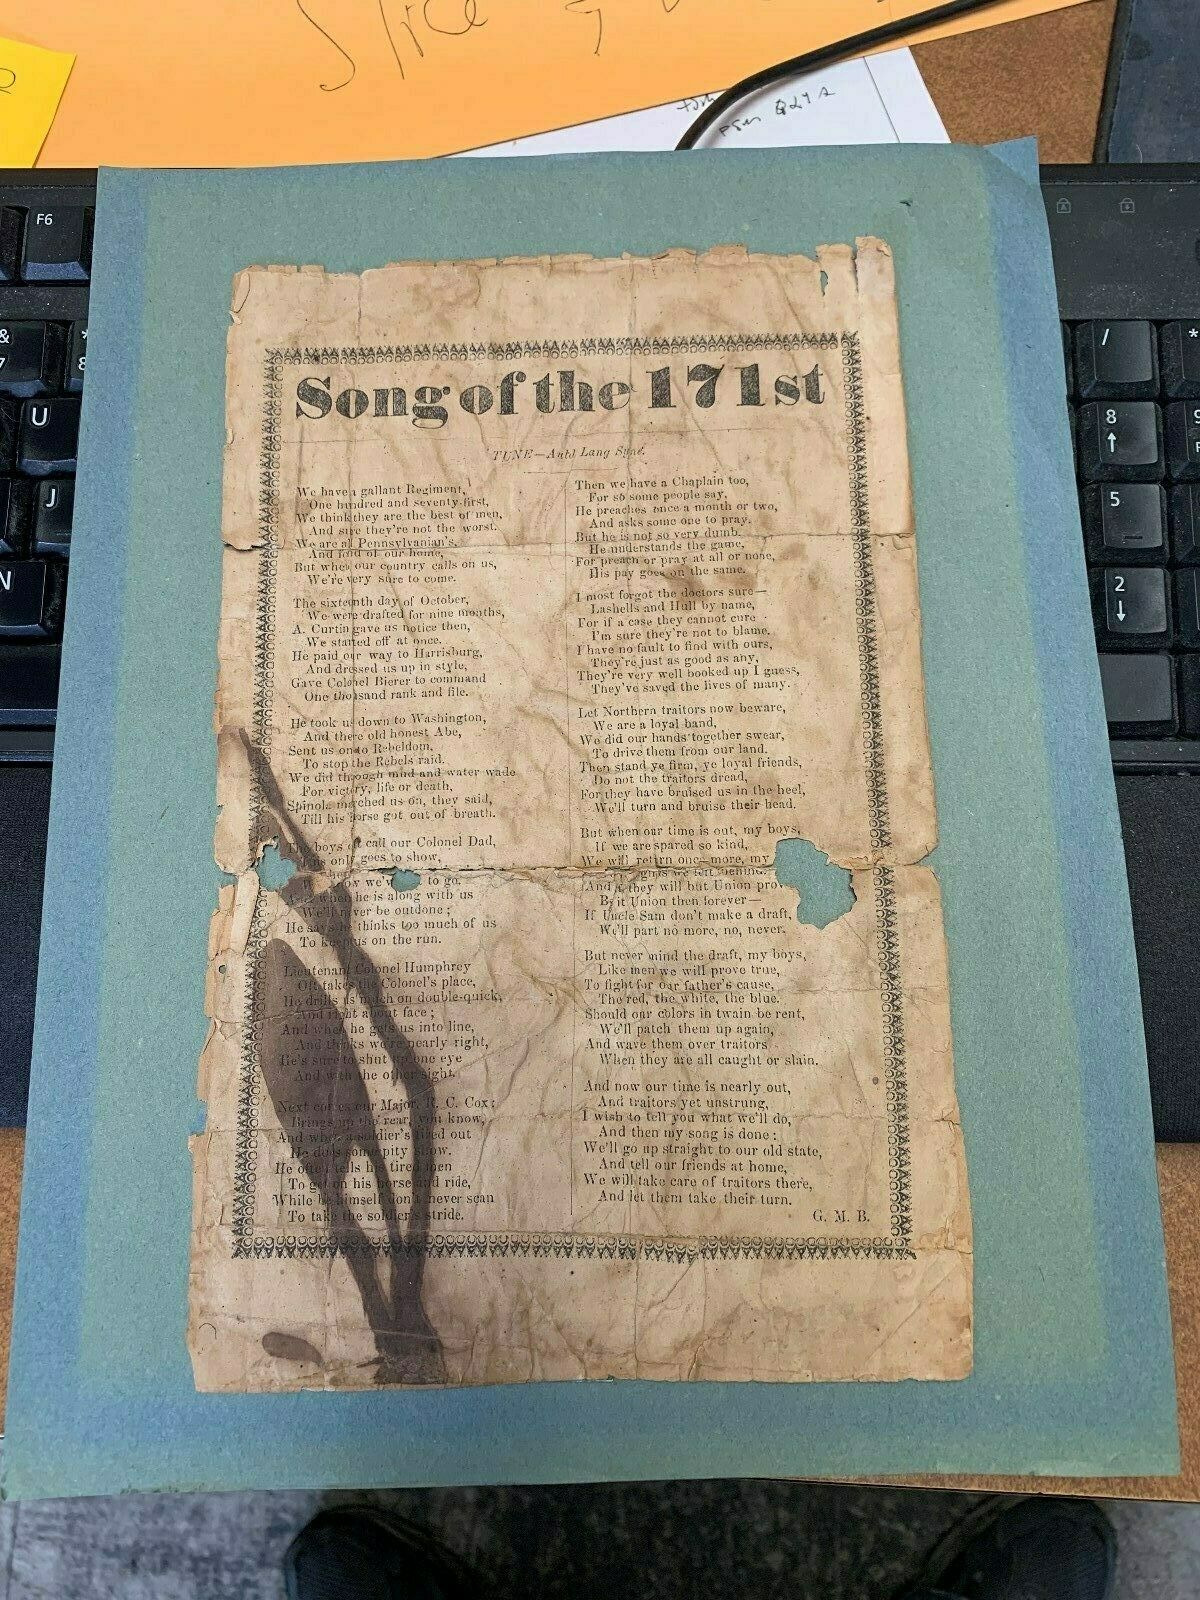 Slice
Q2 4 2
F6
&
7
*
8
U
J
N
/
*
8
9
5
2
Song of the 171st
TUNE—Auld Lang Syne.
We have a gallant Regiment,
One hundred and seventy-first,
We think they are the best of men,
And sure they're not the worst.
We are all Pennsylvanian's,
And fond of our home,
But when our country calls on us,
We're very sure to come.
The sixteenth day of October,
We were drafted for nine months,
A. Curtin gave us notice then,
We started off at once.
He paid our way to Harrisburg,
And dressed us up in style,
Gave Colonel Bierer to command
One thousand rank and file.
He took us down to Washington,
And there old honest Abe,
Sent us on to Rebeldom,
To stop the Rebels raid.
We did through mud and water wade
For victory, life or death,
Spinola marched us on, they said,
Till his horse got out of breath.
The boys call our Colonel Dad,
only goes to show,
we to go.
when he is along with us
We'll never be outdone;
He says he thinks too much of us
To keep us on the run.
Lieutenant Colonel Humphrey
Oft takes the Colonel's place,
He drills us much on double-quick,
And right about face;
And when he gets us into line,
And thinks we're nearly right,
He's sure to shut up one eye
And with the other sight.
Next comes our Major, R. C. Cox;
Brings up the rear, you know,
And when a soldier's tired out
He does some pity show.
He often tells his tired men
To get on his horse and ride,
While he himself don't never scan
To take the soldier's stride.
Then we have a Chaplain too,
For so some people say,
He preaches once a month or two,
And asks some one to pray.
But he is not so very dumb,
He understands the game,
For preach or pray at all or none,
His pay goes on the same.
I most forgot the doctors sure—
Lashells and Hull by name,
For if a case they cannot cure
I'm sure they're not to blame.
I have no fault to find with ours,
They're just as good as any,
They're very well booked up I guess,
They've saved the lives of many.
Let Northern traitors now beware,
We are a loyal band,
We did our hands together swear,
To drive them from our land.
Then stand ye firm, ye loyal friends,
Do not the traitors dread,
For they have bruised us in the heel,
We'll turn and bruise their head.
But when our time is out, my boys,
If we are spared so kind,
We will return once more, my
we left behind.
And if they will but Union
By it Union then forever—
If Uncle Sam don't make a draft,
We'll part no more, no, never.
But never mind the draft, my boys,
Like men we will prove true,
To fight for our father's cause,
The red, the white, the blue.
Should our colors in twain be rent,
We'll patch them up again,
And wave them over traitors
When they are all caught or slain.
And now our time is nearly out,
And traitors yet unstrung,
I wish to tell you what we'll do,
And then my song is done;
We'll go up straight to our old state,
And tell our friends at home,
We will take care of traitors there,
And let them take their turn.
G. M. B.